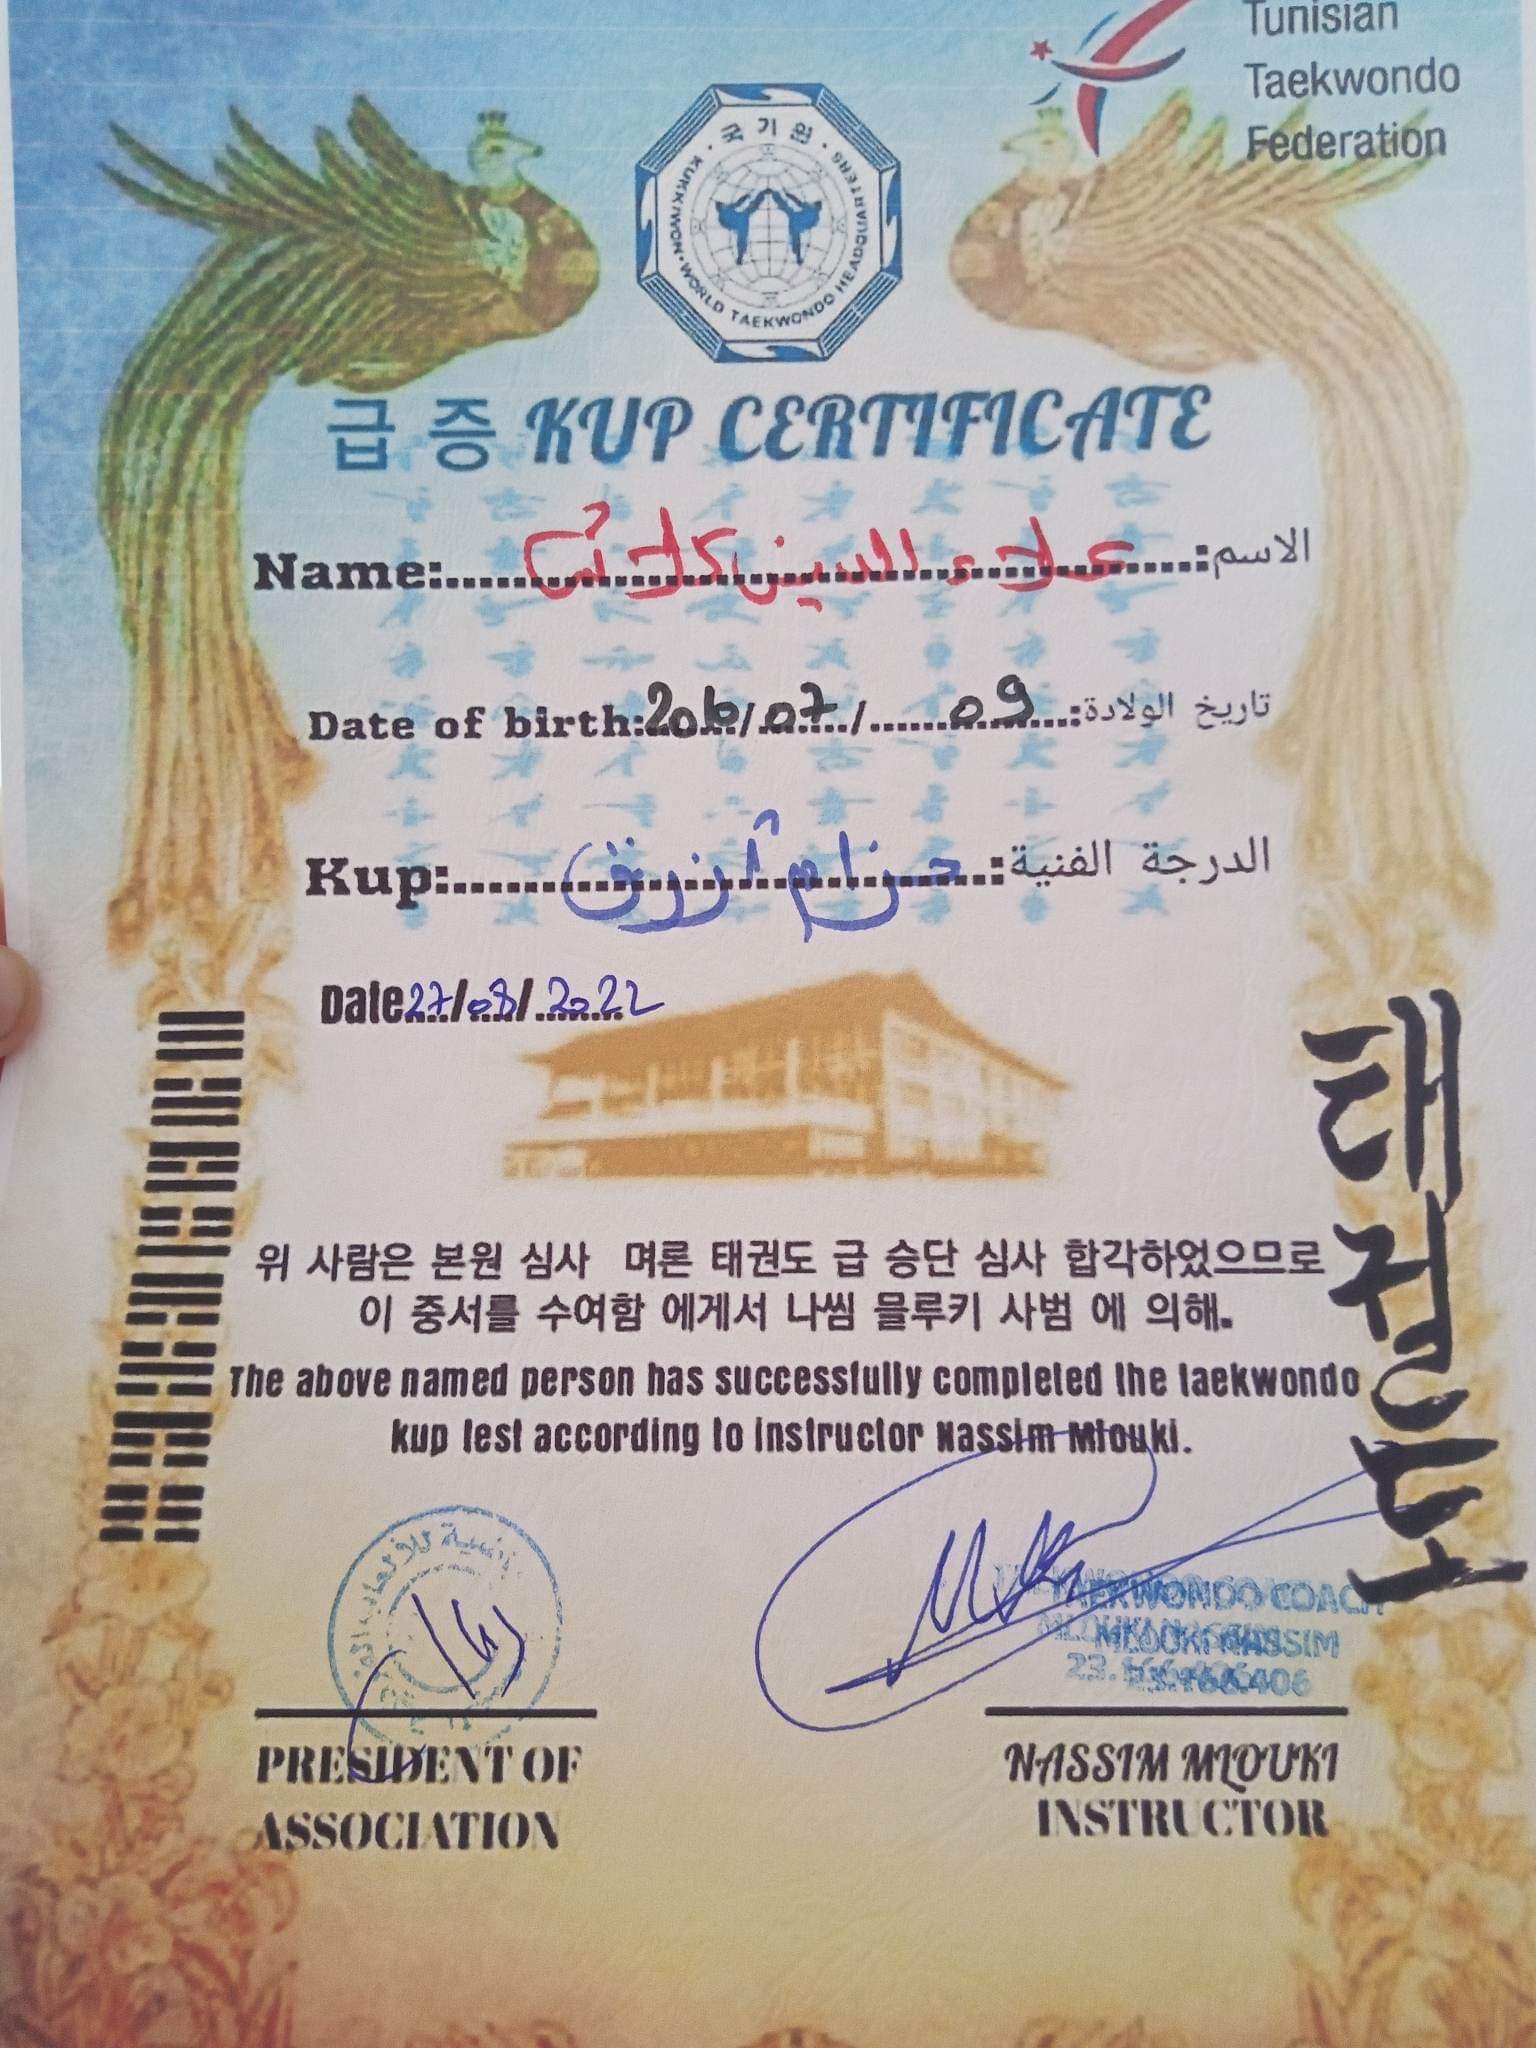 Tunisian
Taekwondo
Federation
국기원
KUKKIWON · WORLD TAEKWONDO HEADQUARTERS
급 증 KUP CERTIFICATE
Name: علاء الدين :الاسم
Date of birth: 206/07/09 :تاريخ الولادة
Kup: حزام أزرق :الدرجة الفنية
Date 27/08/2022
태권도
위 사람은 본원 심사 며론 태권도 급 승단 심사 합각하었으므로
이 중서를 수여함 에게서 나씸 믈루키 사범 에 의해.
The above named person has successfully completed the taekwondo
kup test according to instructor Nassim Mlouki.
TAEKWONDO COACH
MLOUKI NASSIM
23.166.406
PRESIDENT OF
ASSOCIATION
NASSIM MLOUKI
INSTRUCTOR